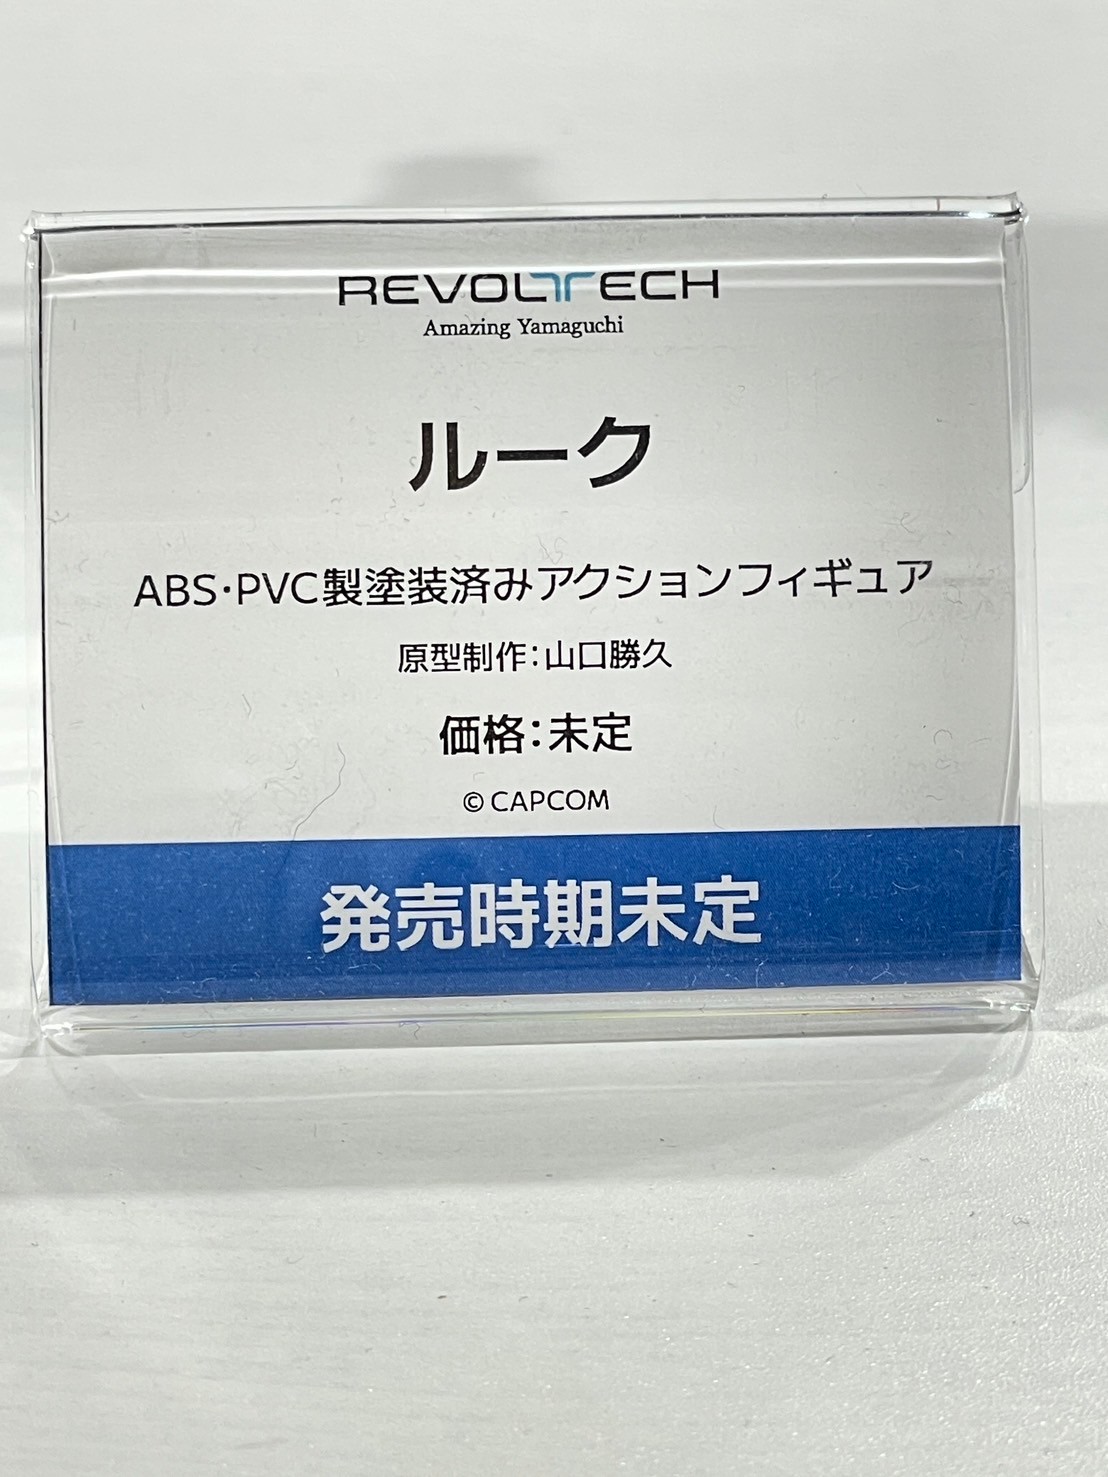 REVOLTECH
Amazing Yamaguchi
ルーク
ABS・PVC製塗装済みアクションフィギュア
原型制作：山口勝久
価格：未定
© CAPCOM
発売時期未定